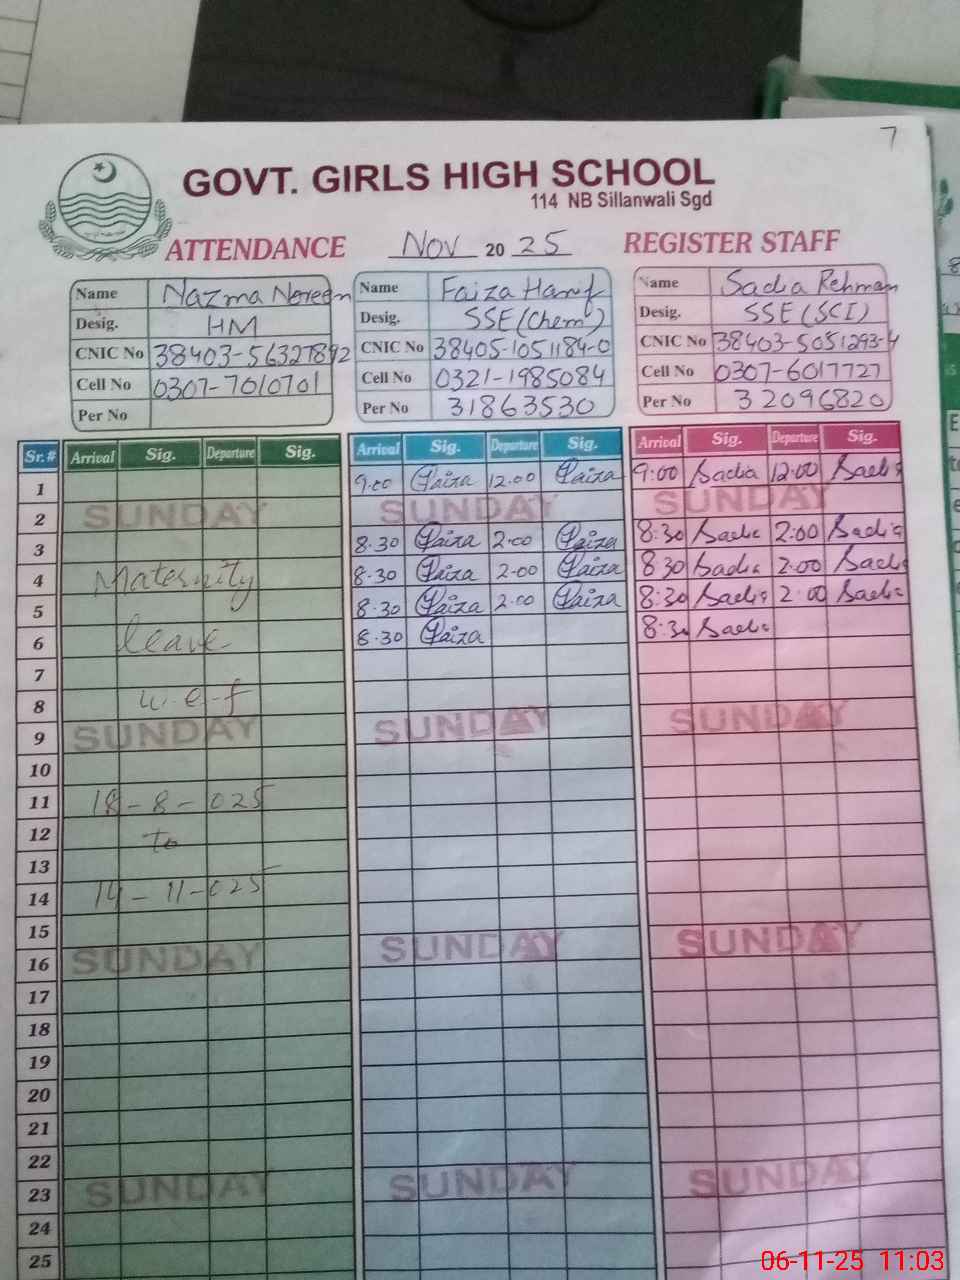 7
GOVT. GIRLS HIGH SCHOOL
114 NB Sillanwali Sgd
ATTENDANCE Nov 2025 REGISTER STAFF
Name Nazma Noreen
Desig. HM
CNIC No 38403-56327892
Cell No 0307-7010701
Per No
Name Faiza Hanif
Desig. SSE (Chem)
CNIC No 38405-1051184-0
Cell No 0321-1985084
Per No 31863530
Name Sadia Rehman
Desig. SSE (SCI)
CNIC No 38403-5051293-4
Cell No 0307-6017727
Per No 32096820
Sr.# Arrival Sig. Departure Sig. Arrival Sig. Departure Sig. Arrival Sig. Departure Sig.
1 9.00 Faiza 12.00 Faiza 9:00 Sadia 12:00 Sadia
2 SUNDAY SUNDAY SUNDAY
3 8.30 Faiza 2.00 Faiza 8:30 Sadia 2:00 Sadia
4 Maternity 8.30 Faiza 2.00 Faiza 8 30 Sadia 2.00 Sadia
5 8.30 Faiza 2.00 Faiza 8:30 Sadia 2:00 Sadia
6 leave 8.30 Faiza 8:30 Sadia
7
8 w.e.f
9 SUNDAY SUNDAY SUNDAY
10
11 18-8-025
12 to
13
14 14-11-025
15
16 SUNDAY SUNDAY SUNDAY
17
18
19
20
21
22
23 SUNDAY SUNDAY SUNDAY
24
25
06-11-25 11:03